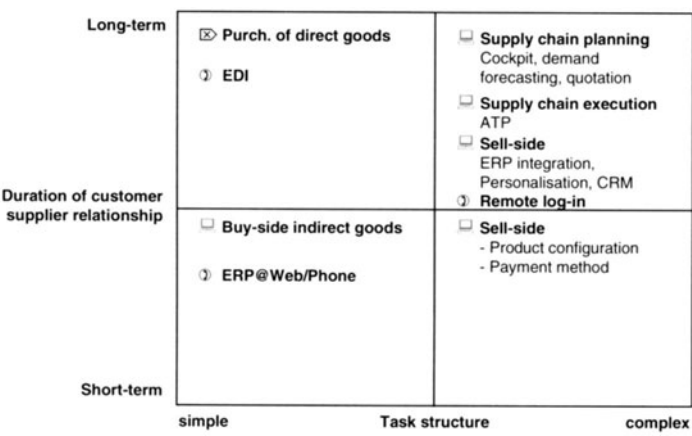 Long-term
Purch. of direct goods
EDI
Supply chain planning
Cockpit, demand
forecasting, quotation
Supply chain execution
ATP
Sell-side
ERP integration,
Personalisation, CRM
Remote log-in
Duration of customer
supplier relationship
Buy-side indirect goods
ERP@Web/Phone
Sell-side
- Product configuration
- Payment method
Short-term
simple
Task structure
complex